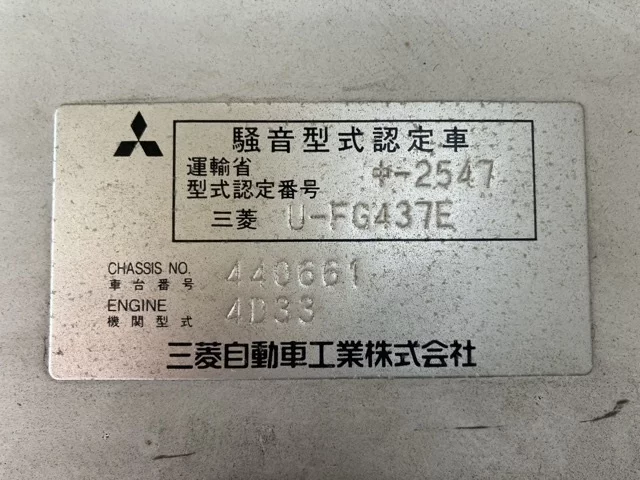 騒音型式認定車
運輸省
型式認定番号 中-2547
三菱 U-FG437E
CHASSIS NO. 440661
車台番号
ENGINE 4D33
機関型式
三菱自動車工業株式会社